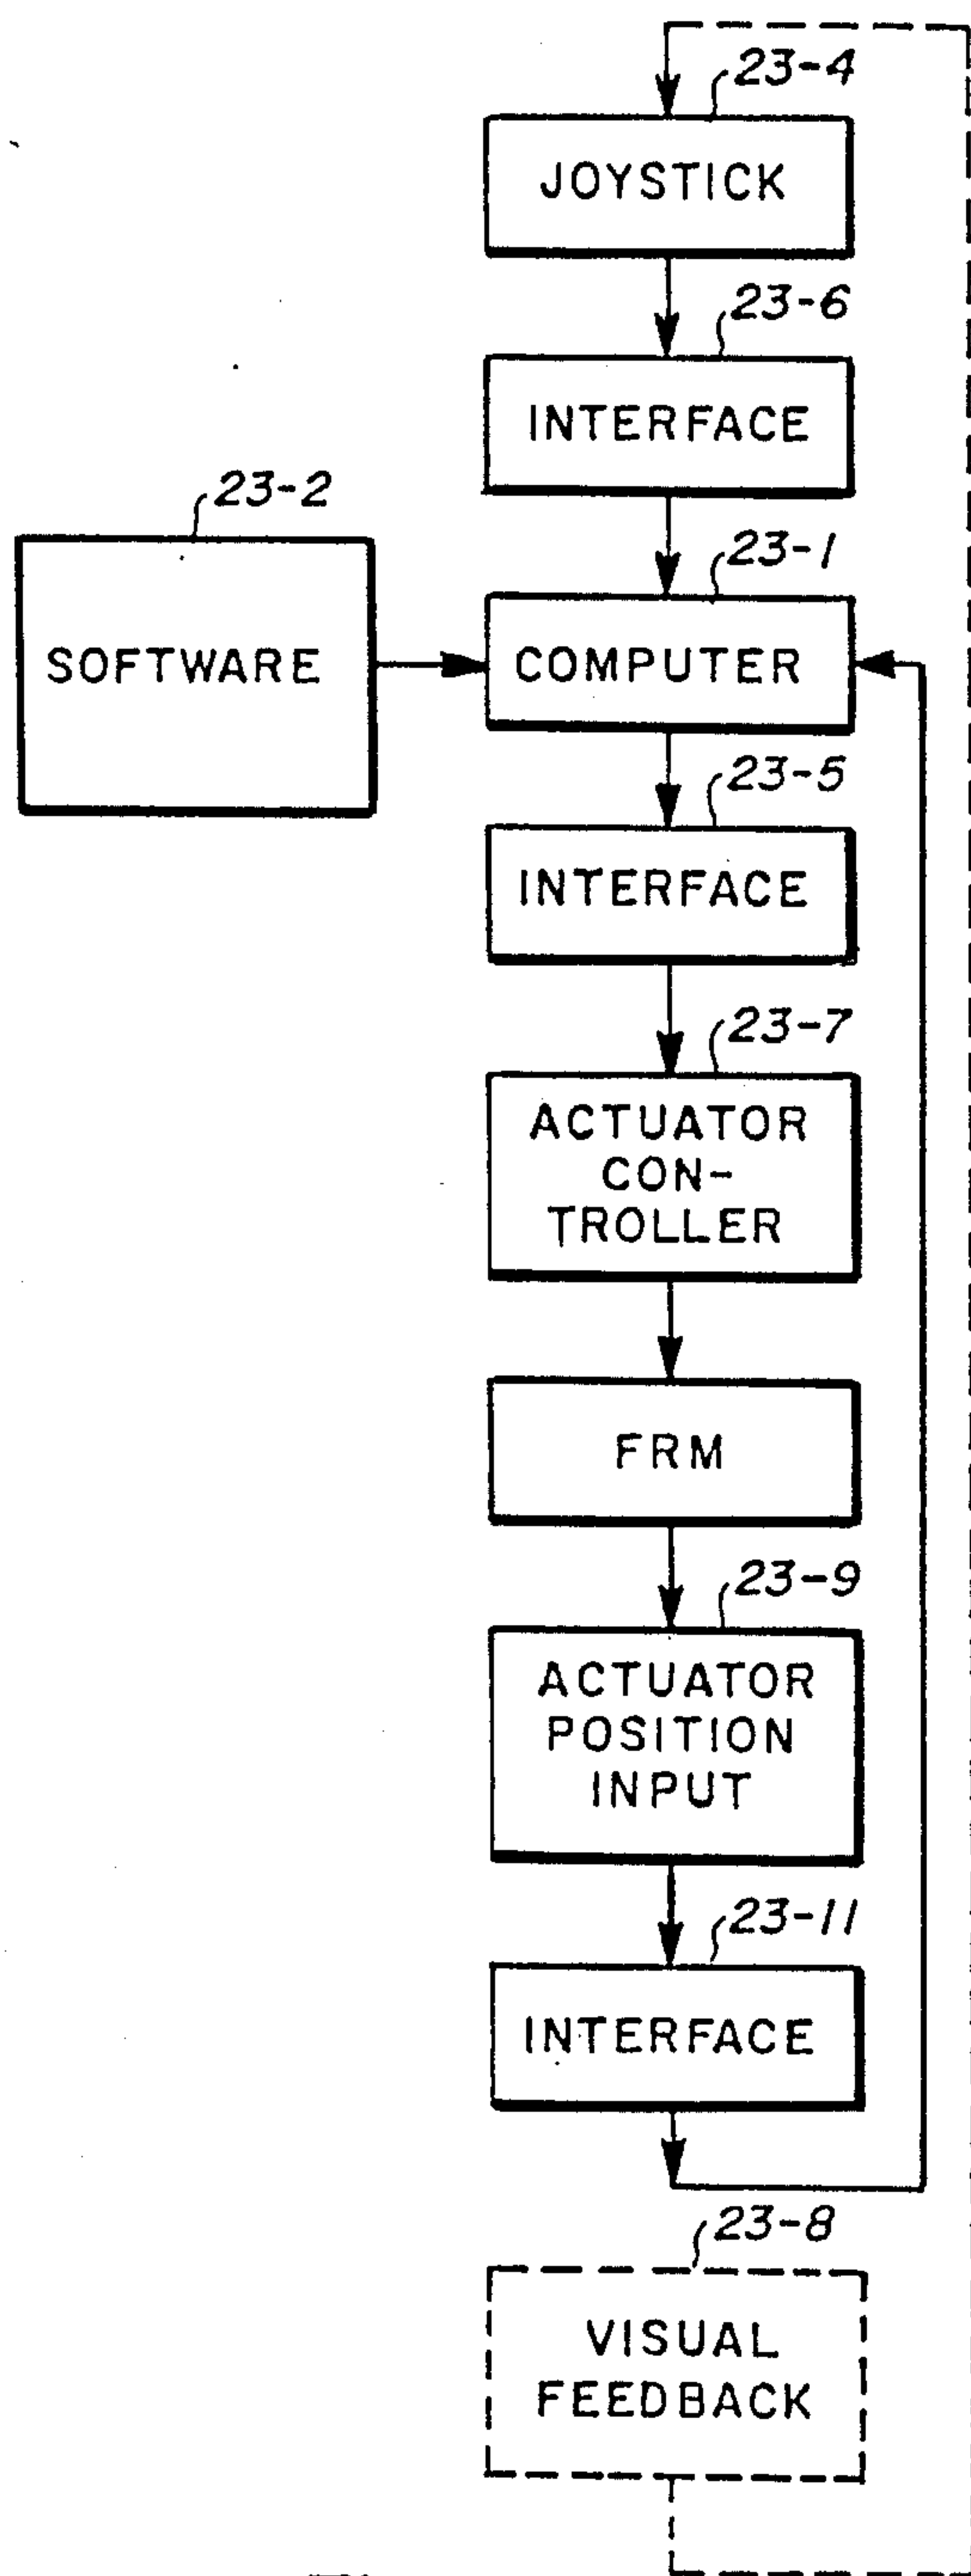 23-4
JOYSTICK
23-6
INTERFACE
23-2
SOFTWARE
23-1
COMPUTER
23-5
INTERFACE
23-7
ACTUATOR
CON-
TROLLER
FRM
23-9
ACTUATOR
POSITION
INPUT
23-11
INTERFACE
23-8
VISUAL
FEEDBACK